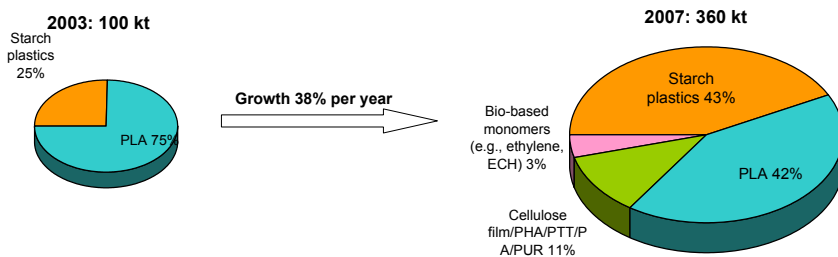 2003: 100 kt
Starch
plastics
25%
PLA 75%
Growth 38% per year
2007: 360 kt
Starch
plastics 43%
Bio-based
monomers
(e.g., ethylene,
ECH) 3%
PLA 42%
Cellulose
film/PHA/PTT/P
A/PUR 11%